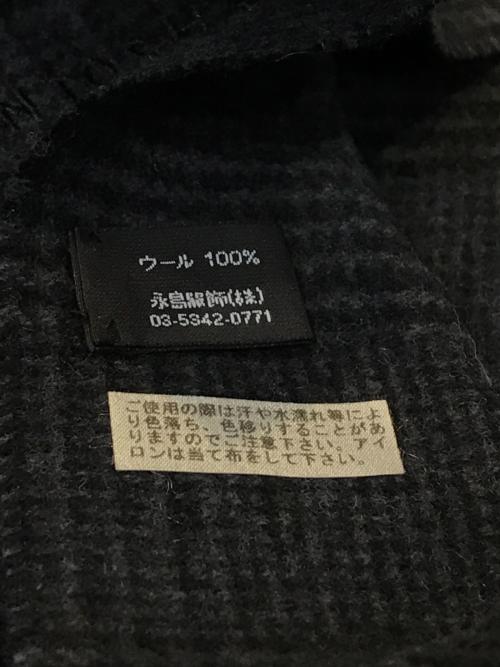 ウール 100%
永島服飾(株)
03-5342-0771
ご使用の際は汗や水濡れ等によ
り色落ち、色移りすることがあ
りますのでご注意下さい。アイ
ロンは当て布をして下さい。